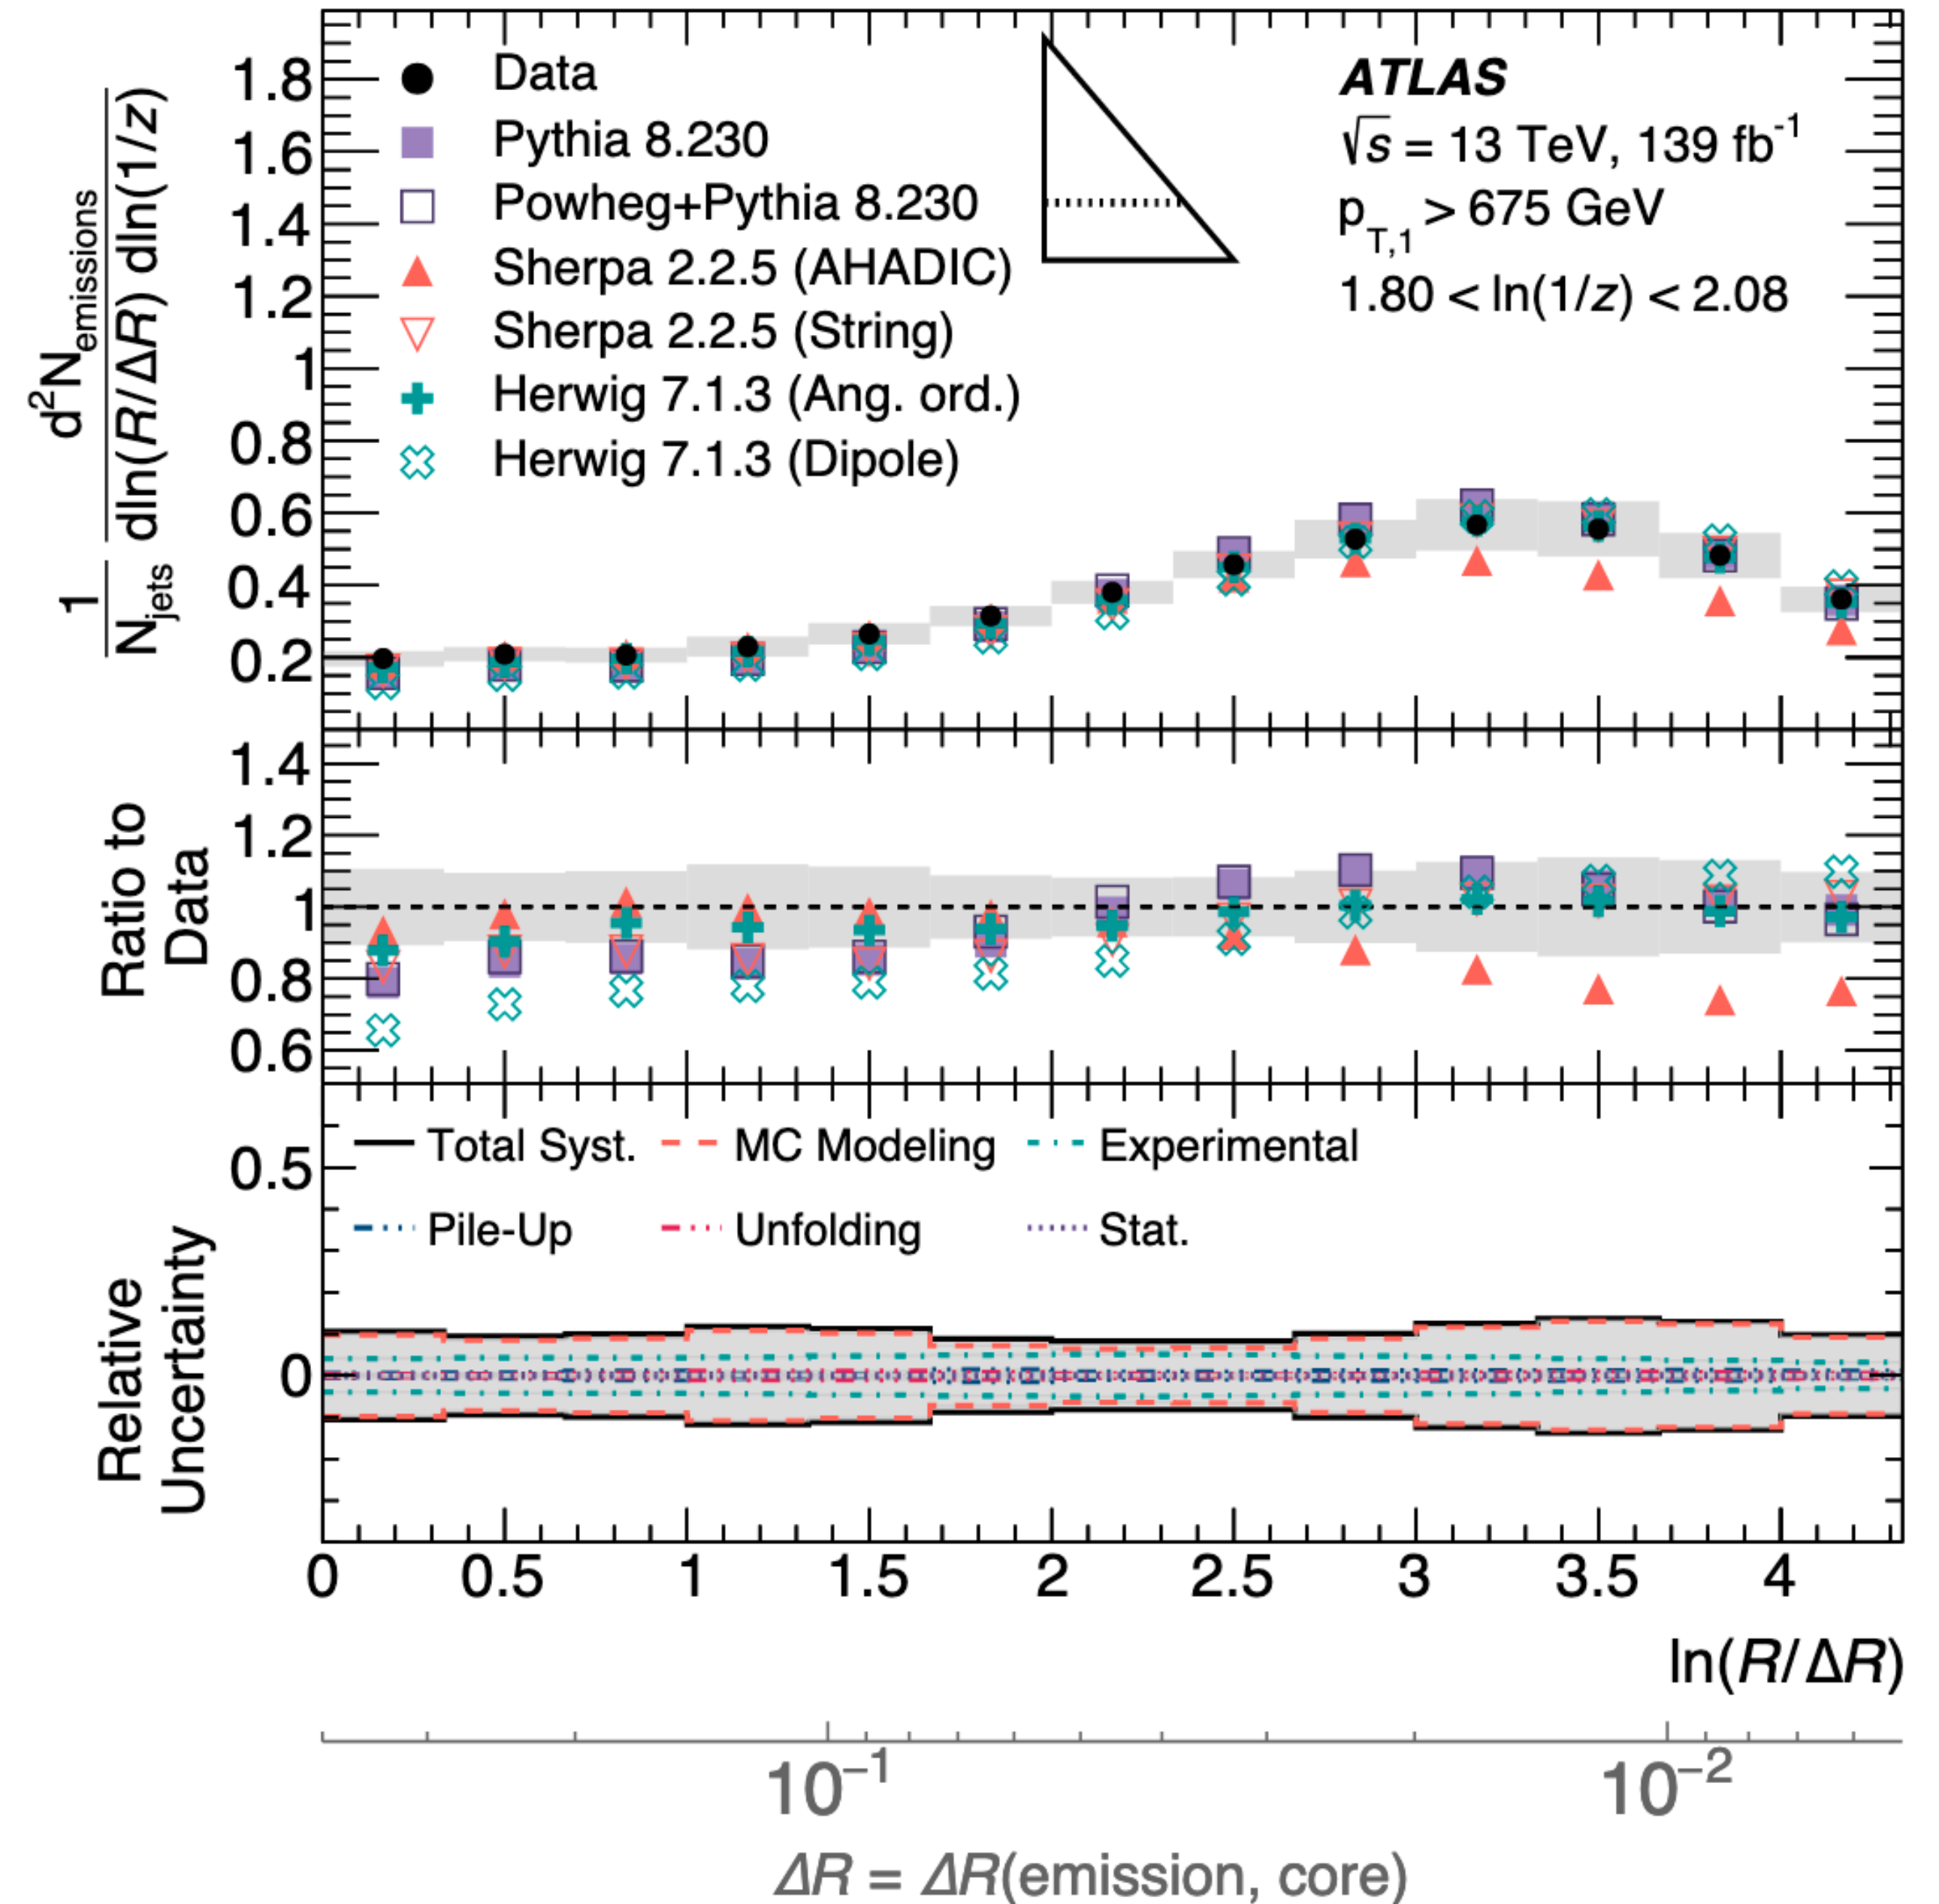 1.8
1.6
1.4
1.2
1
0.8
0.6
0.4
0.2
1 / N_jets d²N_emissions / dln(R/ΔR) dln(1/z)
Data
Pythia 8.230
Powheg+Pythia 8.230
Sherpa 2.2.5 (AHADIC)
Sherpa 2.2.5 (String)
Herwig 7.1.3 (Ang. ord.)
Herwig 7.1.3 (Dipole)
ATLAS
√s = 13 TeV, 139 fb⁻¹
p_T,1 > 675 GeV
1.80 < ln(1/z) < 2.08
Ratio to
Data
1.4
1.2
1
0.8
0.6
Relative
Uncertainty
0.5
0
Total Syst. MC Modeling Experimental
Pile-Up Unfolding Stat.
0 0.5 1 1.5 2 2.5 3 3.5 4
ln(R/ΔR)
10⁻¹ 10⁻²
ΔR = ΔR(emission, core)